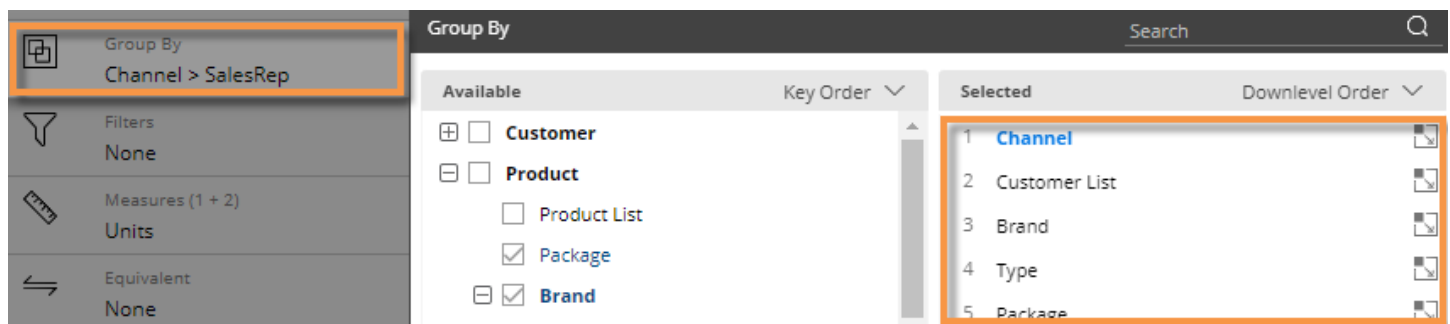 Group By
Channel > SalesRep
Filters
None
Measures (1 + 2)
Units
Equivalent
None
Group By
Search
Available
Key Order
Customer
Product
Product List
Package
Brand
Selected
Downlevel Order
1 Channel
2 Customer List
3 Brand
4 Type
5 Package